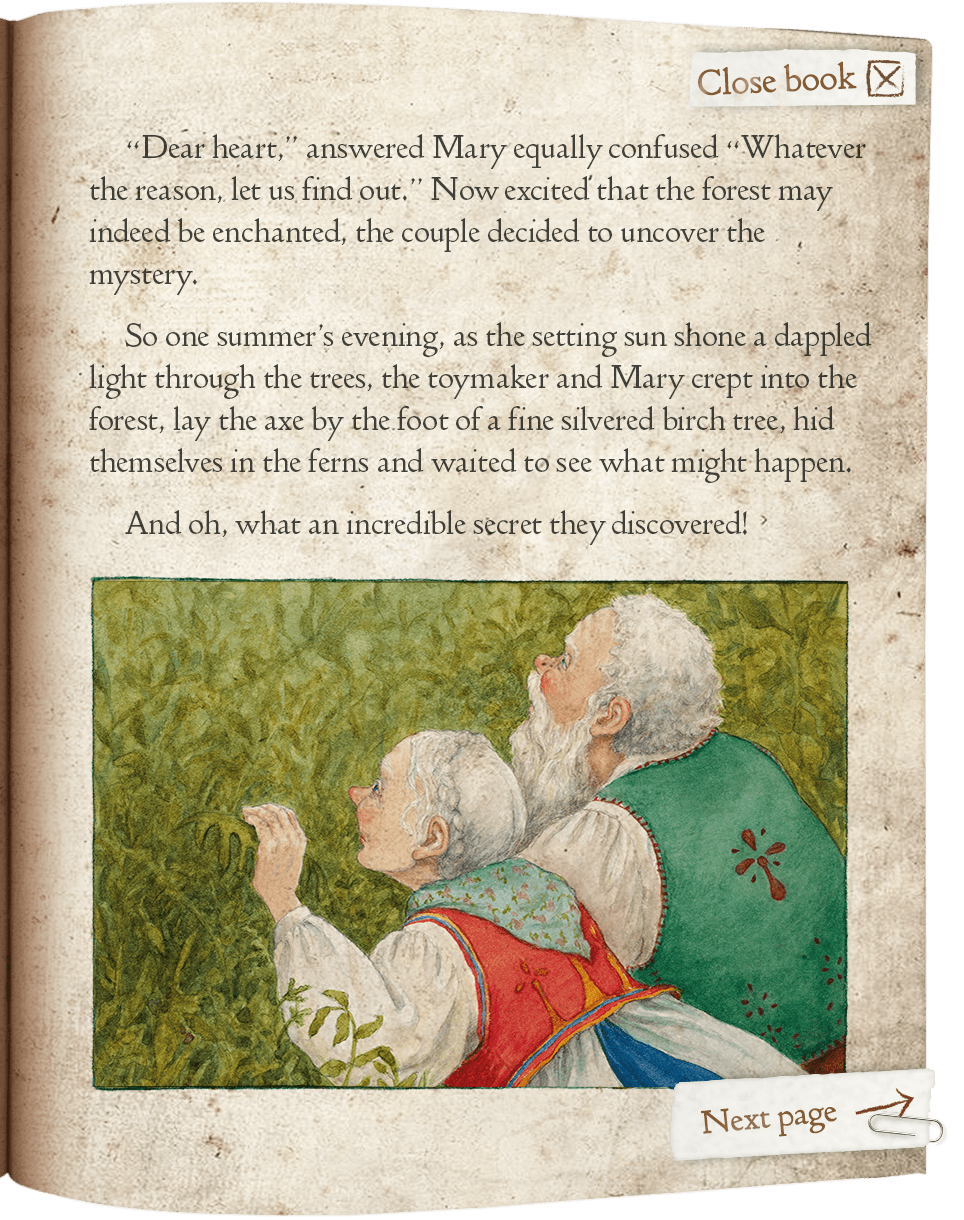 Close book
“Dear heart,” answered Mary equally confused “Whatever
the reason, let us find out.” Now excited that the forest may
indeed be enchanted, the couple decided to uncover the
mystery.
So one summer’s evening, as the setting sun shone a dappled
light through the trees, the toymaker and Mary crept into the
forest, lay the axe by the foot of a fine silvered birch tree, hid
themselves in the ferns and waited to see what might happen.
And oh, what an incredible secret they discovered!
Next page